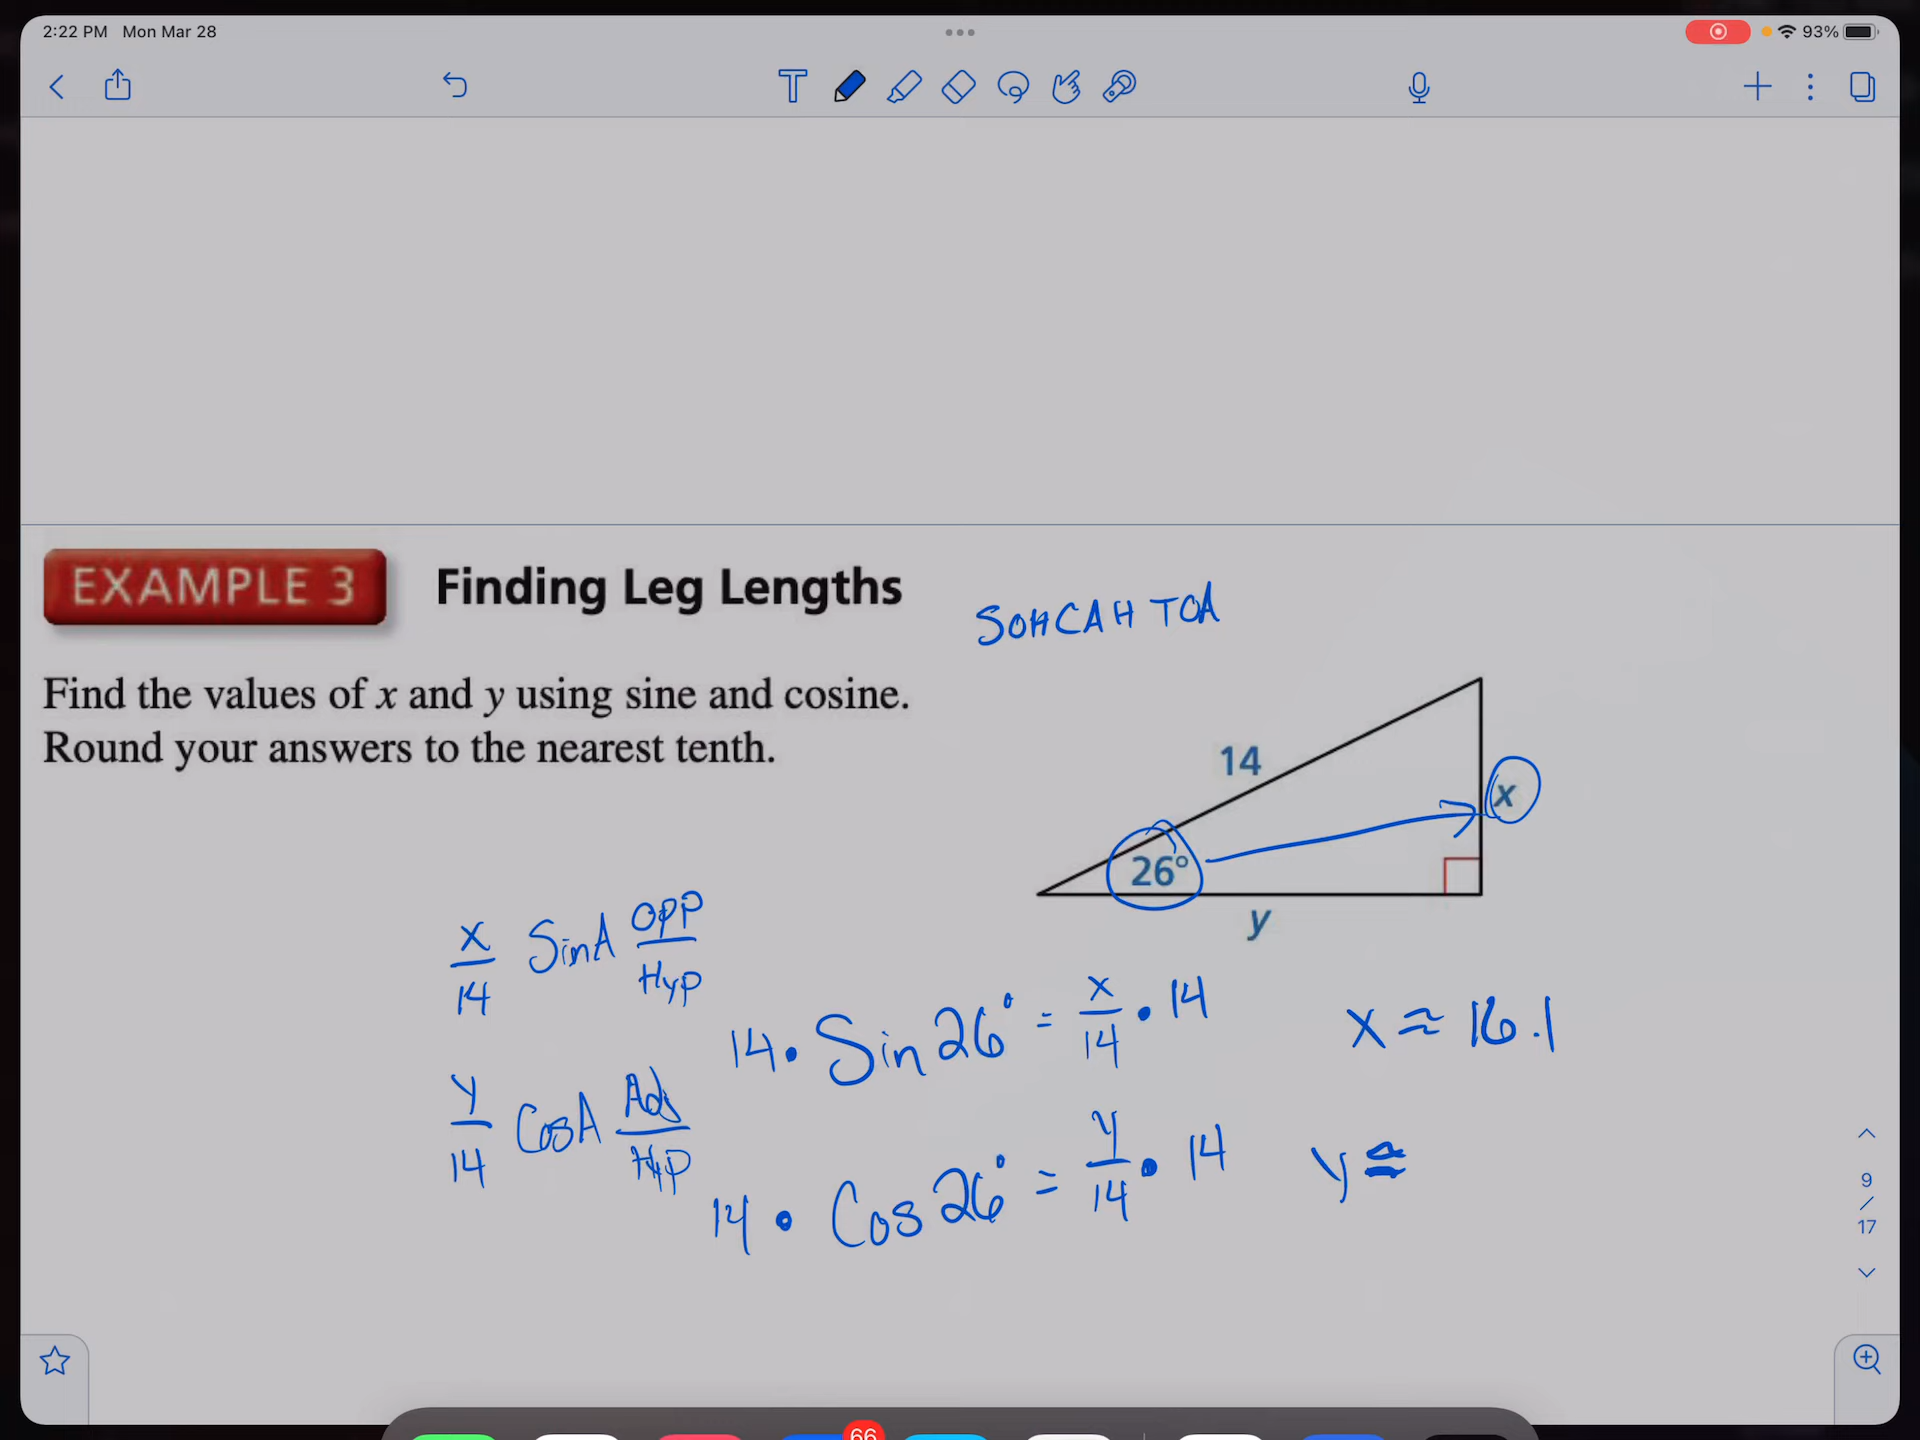 2:22 PM Mon Mar 28
93%
EXAMPLE 3 Finding Leg Lengths
SOHCAH TOA
Find the values of x and y using sine and cosine.
Round your answers to the nearest tenth.
14
x
26°
y
x/14 SinA OPP/Hyp
14 • Sin 26° = x/14 • 14
x ≈ 16.1
y/14 CosA Adj/Hyp
14 • Cos 26° = y/14 • 14
y ≈
9
/
17
66